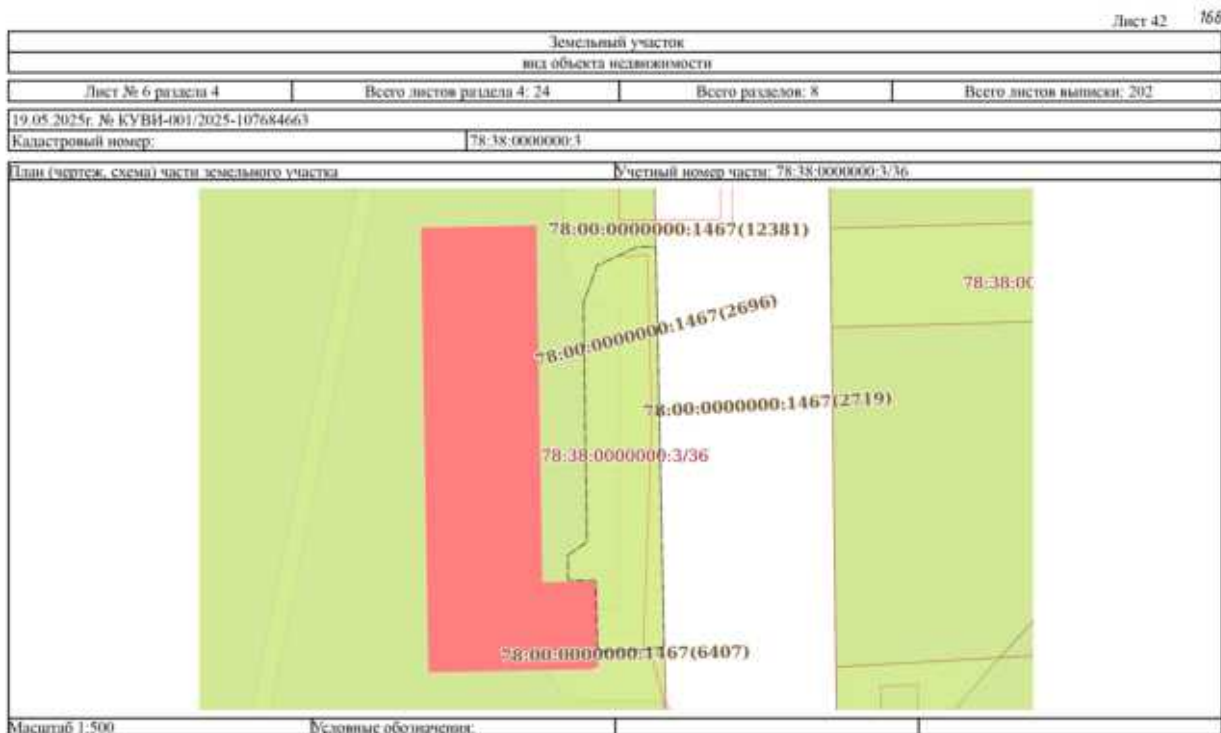 Лист 42 168
Земельный участок
вид объекта недвижимости
Лист № 6 раздела 4 Всего листов раздела 4: 24 Всего разделов: 8 Всего листов выписки: 202
19.05.2025г. № КУВИ-001/2025-107684663
Кадастровый номер: 78:38:0000000:3
План (чертеж, схема) части земельного участка Учетный номер части: 78:38:0000000:3/36
78:00:0000000:1467(12381)
78:38:00
78:00:0000000:1467(2696)
78:00:0000000:1467(2719)
78:38:0000000:3/36
78:00:0000000:1467(6407)
Масштаб 1:500 Условные обозначения: